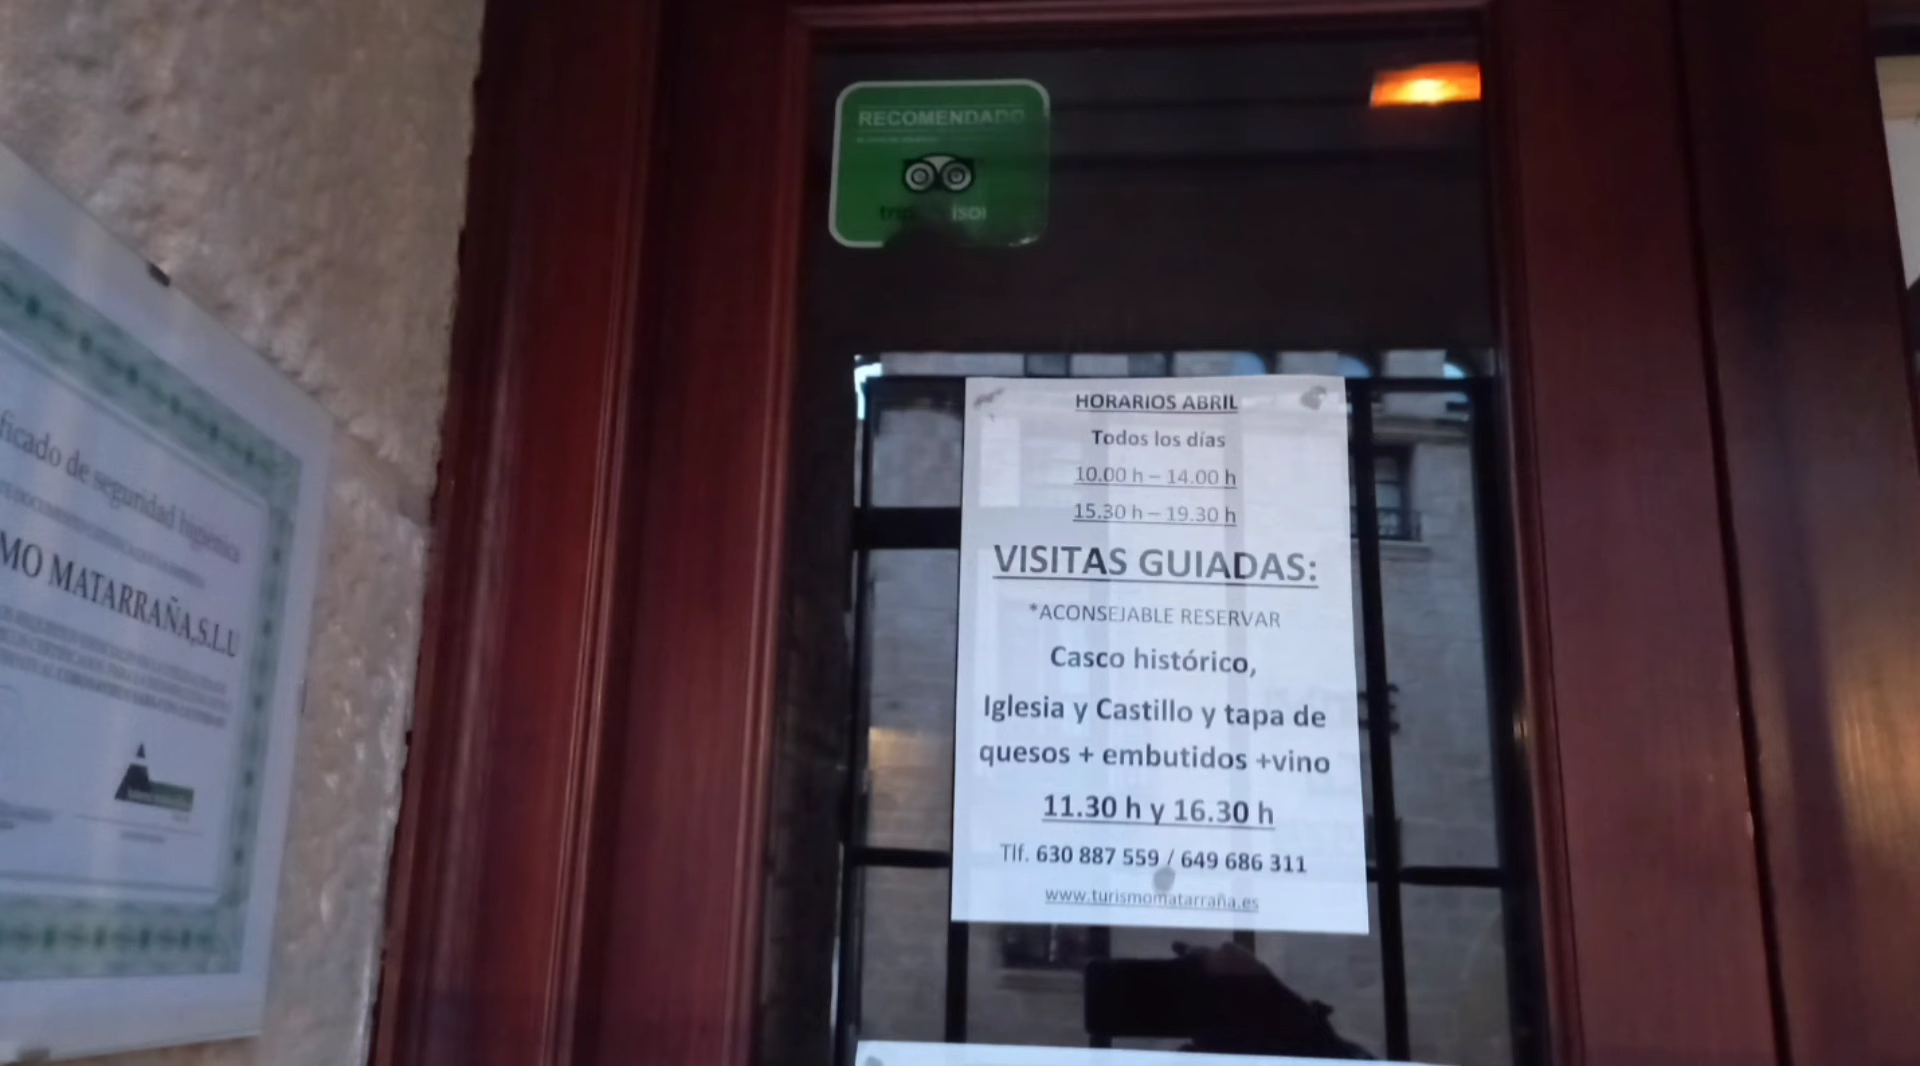 RECOMENDADO
HORARIOS ABRIL
Todos los días
10.00 h – 14.00 h
15.30 h – 19.30 h
VISITAS GUIADAS:
*ACONSEJABLE RESERVAR
Casco histórico,
Iglesia y Castillo y tapa de
quesos + embutidos +vino
11.30 h y 16.30 h
Tlf. 630 887 559 / 649 686 311
www.turismomatarraña.es
ficado de seguridad higiénica
MO MATARRAÑA,S.L.U